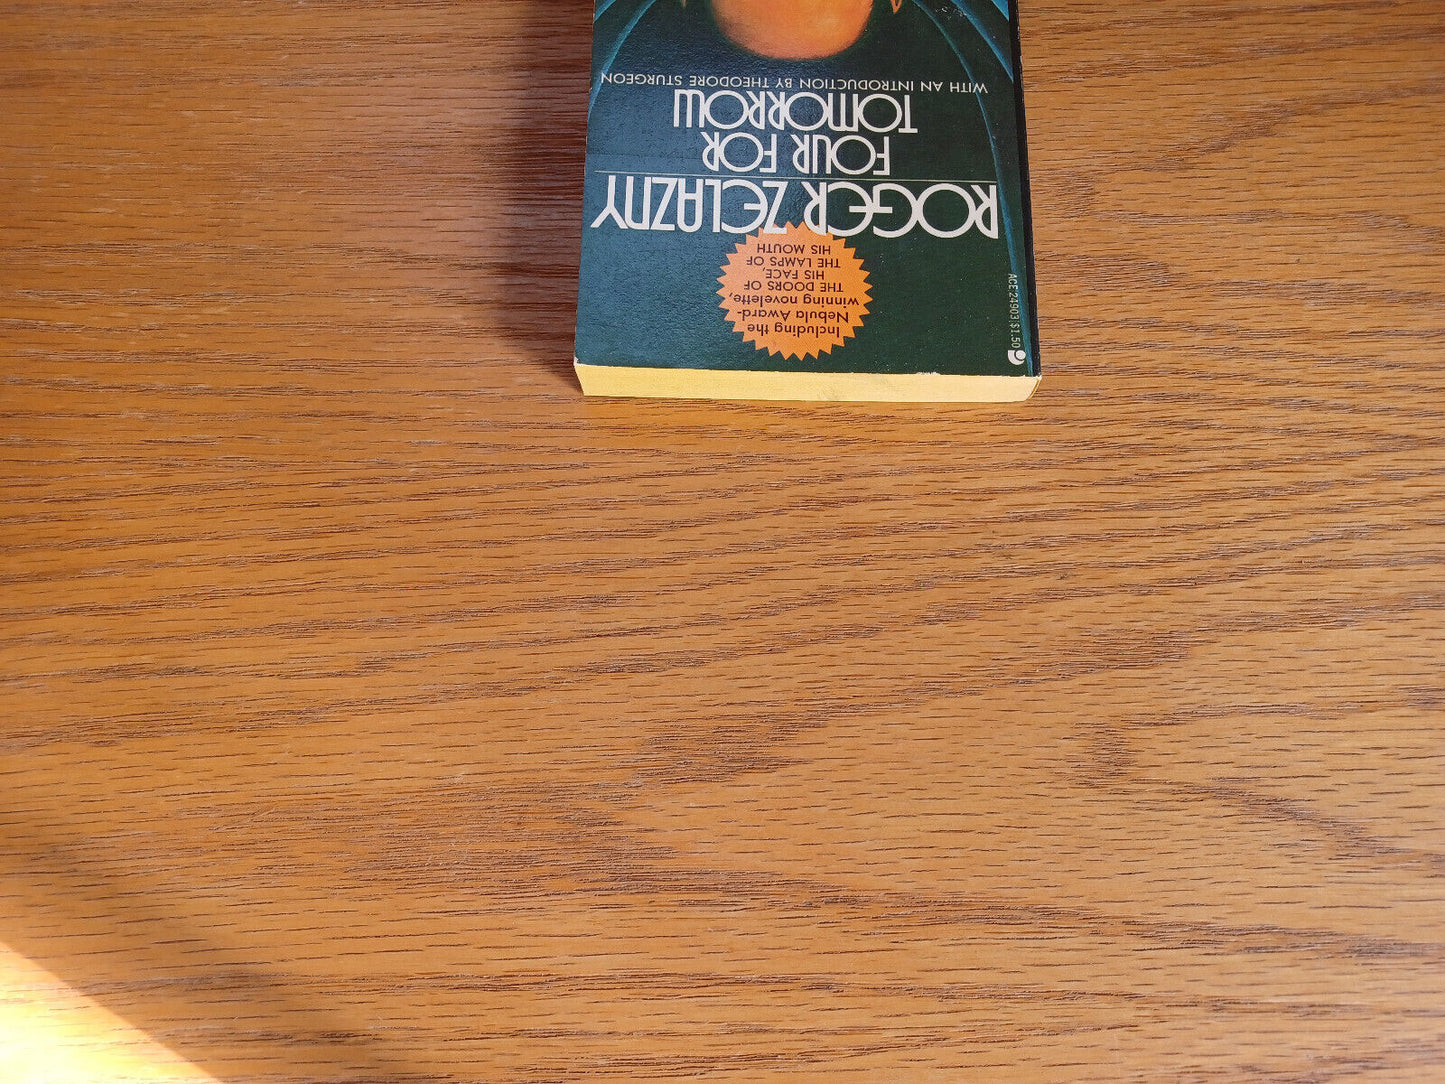 ACE 24903 : $1.50
Including the
Nebula Award-
winning novelette,
THE DOORS OF
HIS FACE,
THE LAMPS OF
HIS MOUTH
ROGER ZELAZNY
FOUR FOR
TOMORROW
WITH AN INTRODUCTION BY THEODORE STURGEON